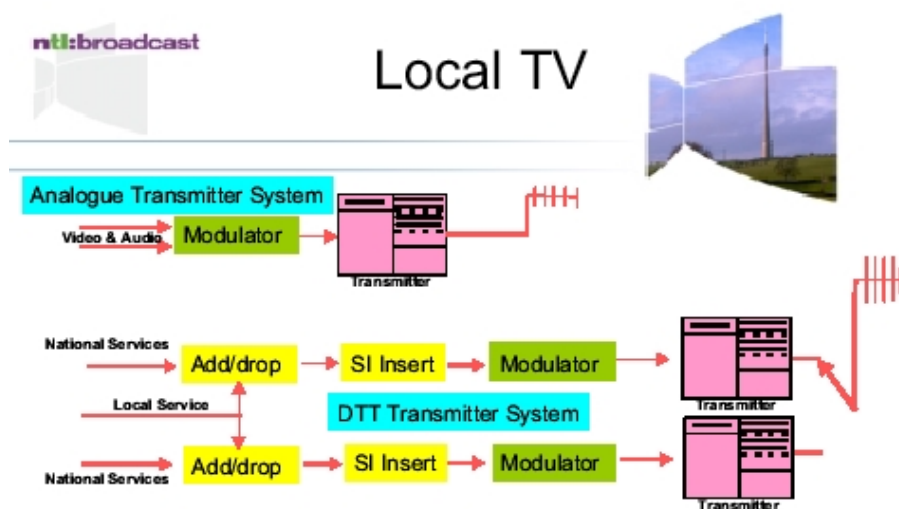 ntl:broadcast
Local TV
Analogue Transmitter System
Video & Audio
Modulator
Transmitter
National Services
Add/drop
SI Insert
Modulator
Transmitter
Local Service
DTT Transmitter System
National Services
Add/drop
SI Insert
Modulator
Transmitter